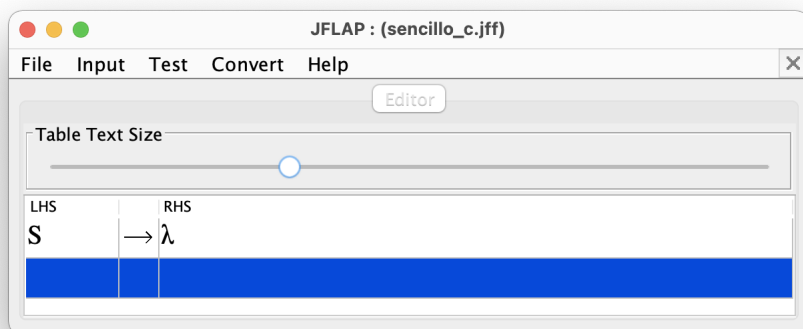 JFLAP : (sencillo_c.jff)
File Input Test Convert Help
Editor
Table Text Size
LHS RHS
S → λ